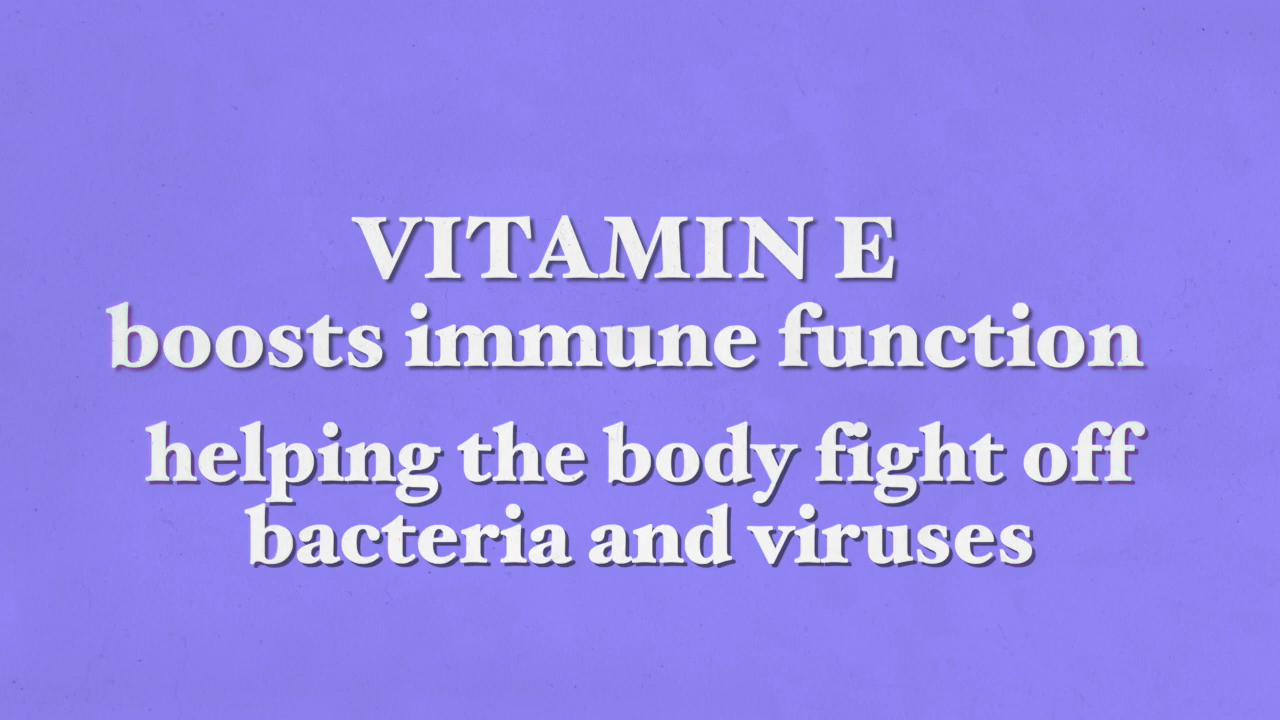 VITAMIN E
boosts immune function
helping the body fight off
bacteria and viruses